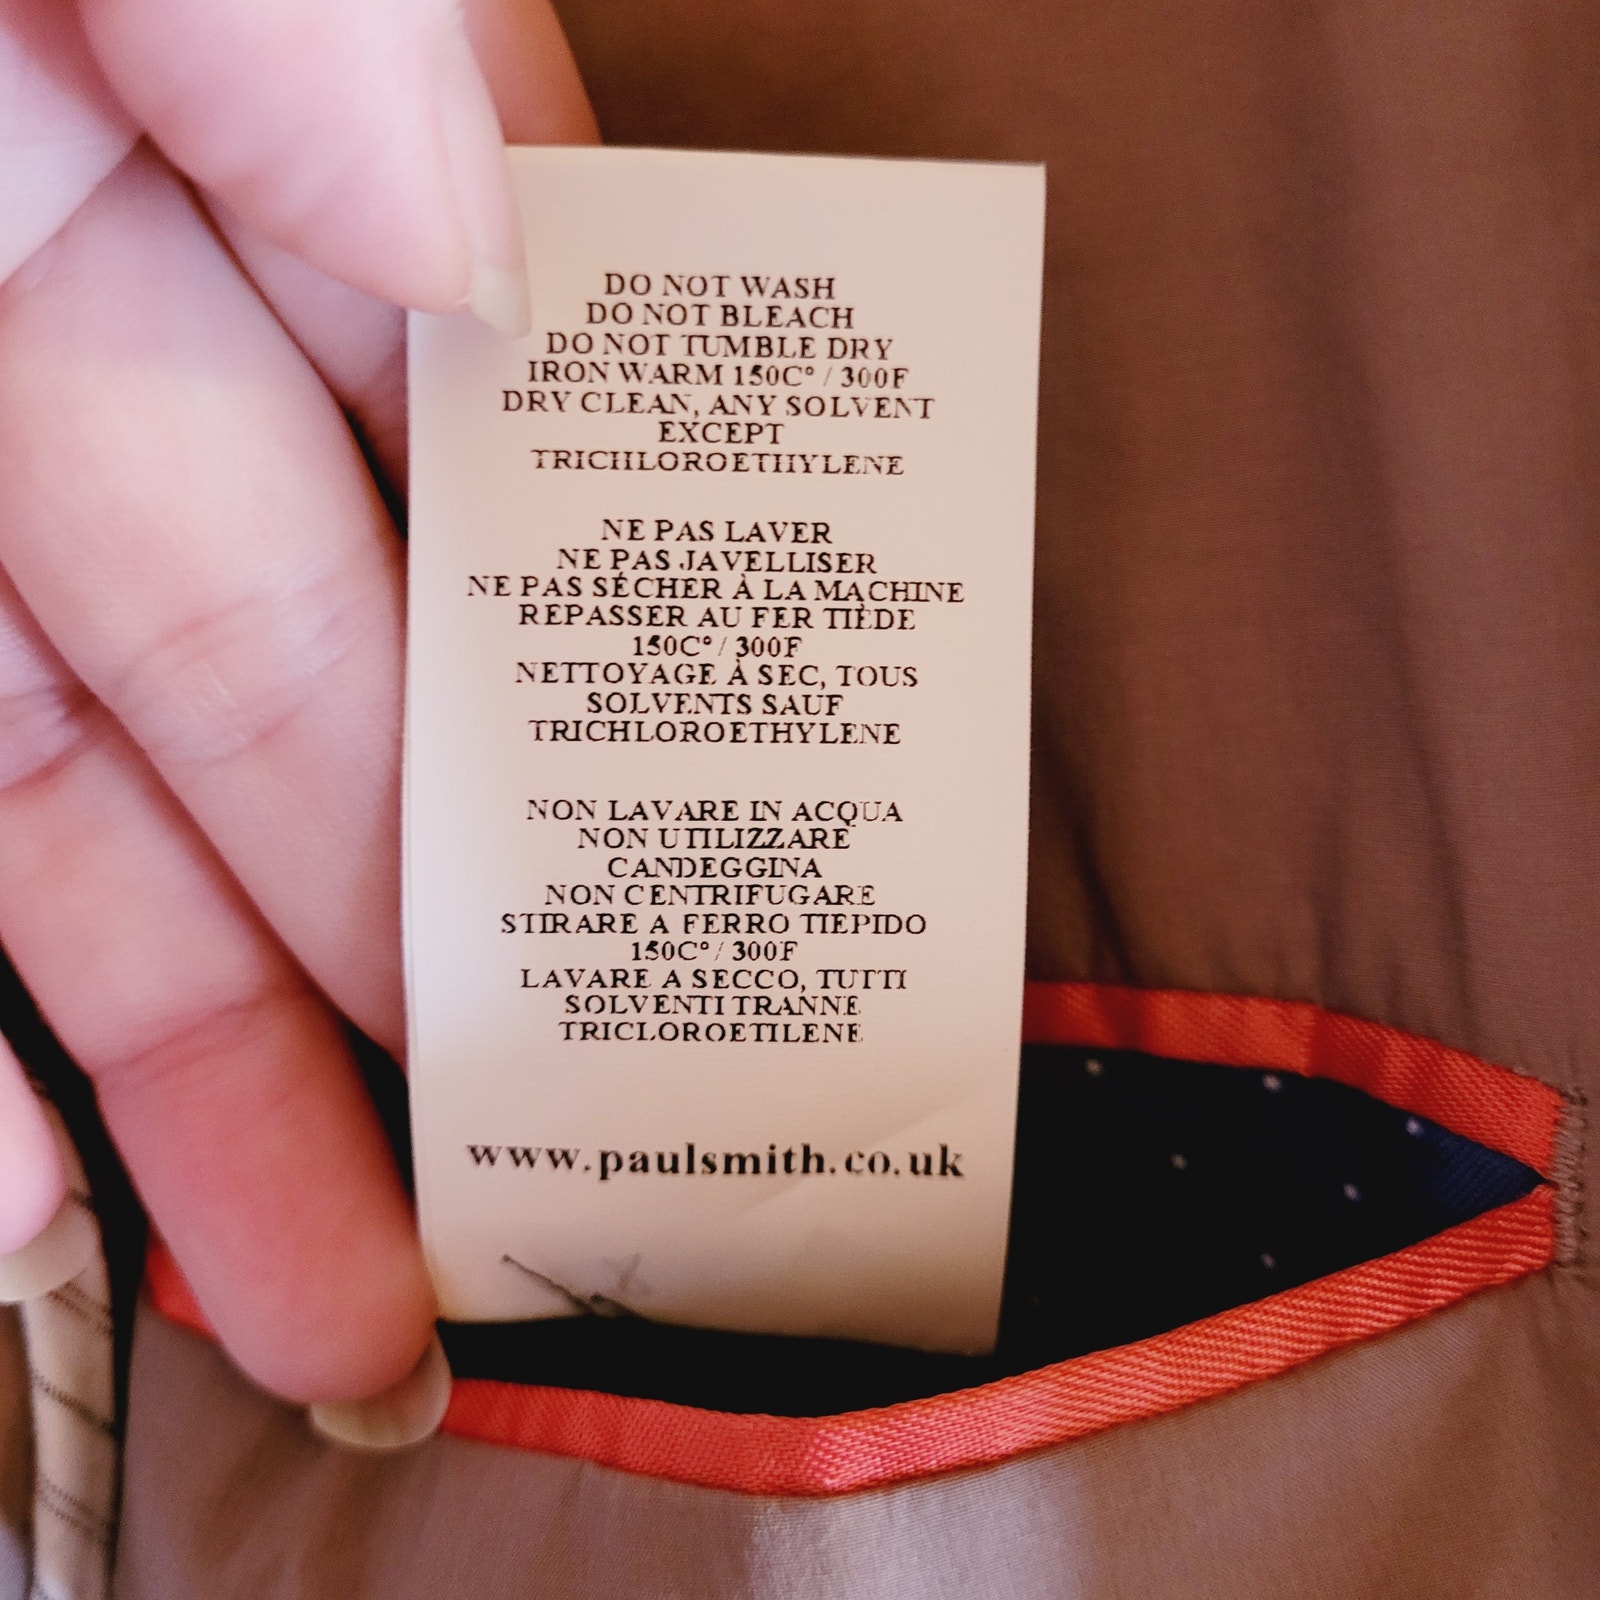 DO NOT WASH
DO NOT BLEACH
DO NOT TUMBLE DRY
IRON WARM 150C° / 300F
DRY CLEAN, ANY SOLVENT
EXCEPT
TRICHLOROETHYLENE
NE PAS LAVER
NE PAS JAVELLISER
NE PAS SÉCHER À LA MACHINE
REPASSER AU FER TIÈDE
150C° / 300F
NETTOYAGE À SEC, TOUS
SOLVENTS SAUF
TRICHLOROETHYLENE
NON LAVARE IN ACQUA
NON UTILIZZARE
CANDEGGINA
NON CENTRIFUGARE
STIRARE A FERRO TIEPIDO
150C° / 300F
LAVARE A SECCO, TUTTI
SOLVENTI TRANNE
TRICLOROETILENE
www.paulsmith.co.uk